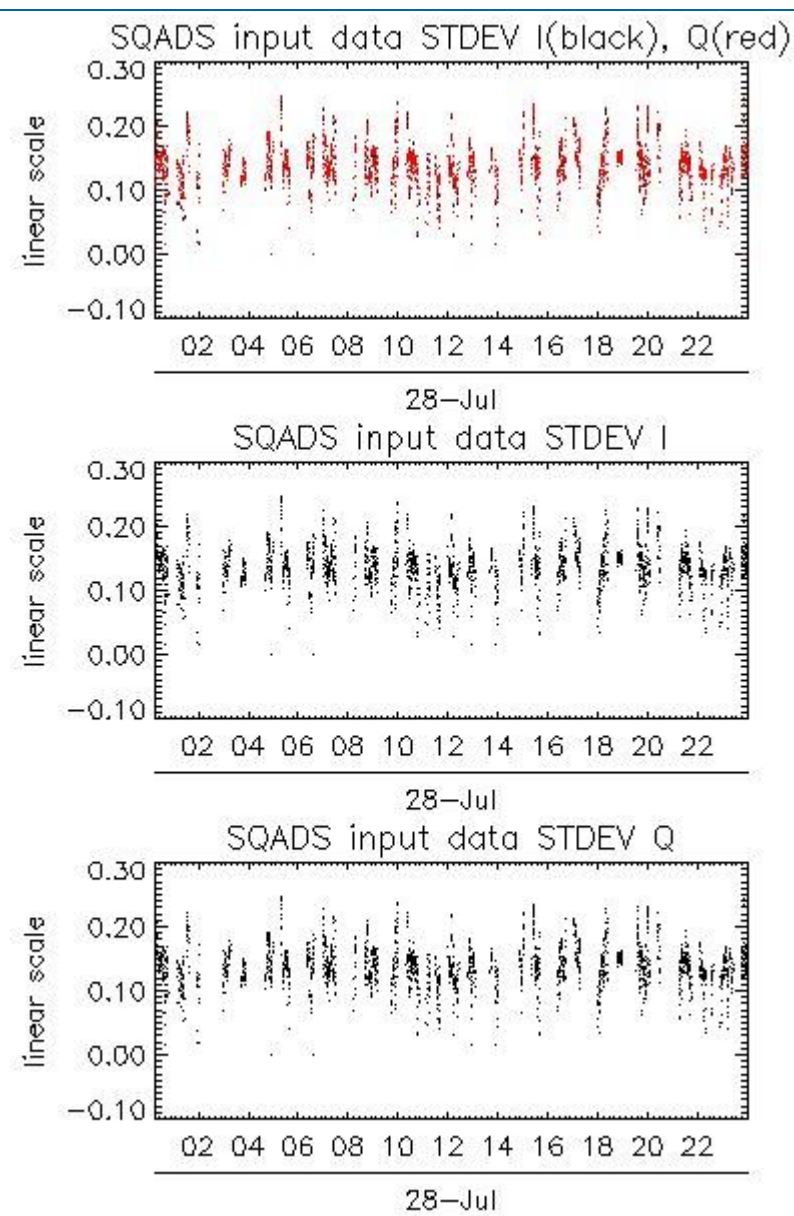 SQADS input data STDEV I(black), Q(red)
0.30
0.20
0.10
0.00
−0.10
linear scale
02 04 06 08 10 12 14 16 18 20 22
28−Jul
SQADS input data STDEV I
0.30
0.20
0.10
0.00
−0.10
linear scale
02 04 06 08 10 12 14 16 18 20 22
28−Jul
SQADS input data STDEV Q
0.30
0.20
0.10
0.00
−0.10
linear scale
02 04 06 08 10 12 14 16 18 20 22
28−Jul